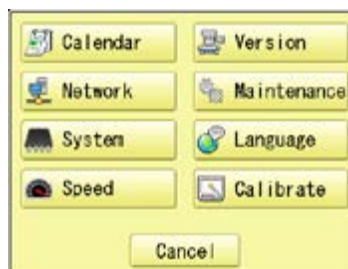 Calendar
Version
Network
Maintenance
System
Language
Speed
Calibrate
Cancel